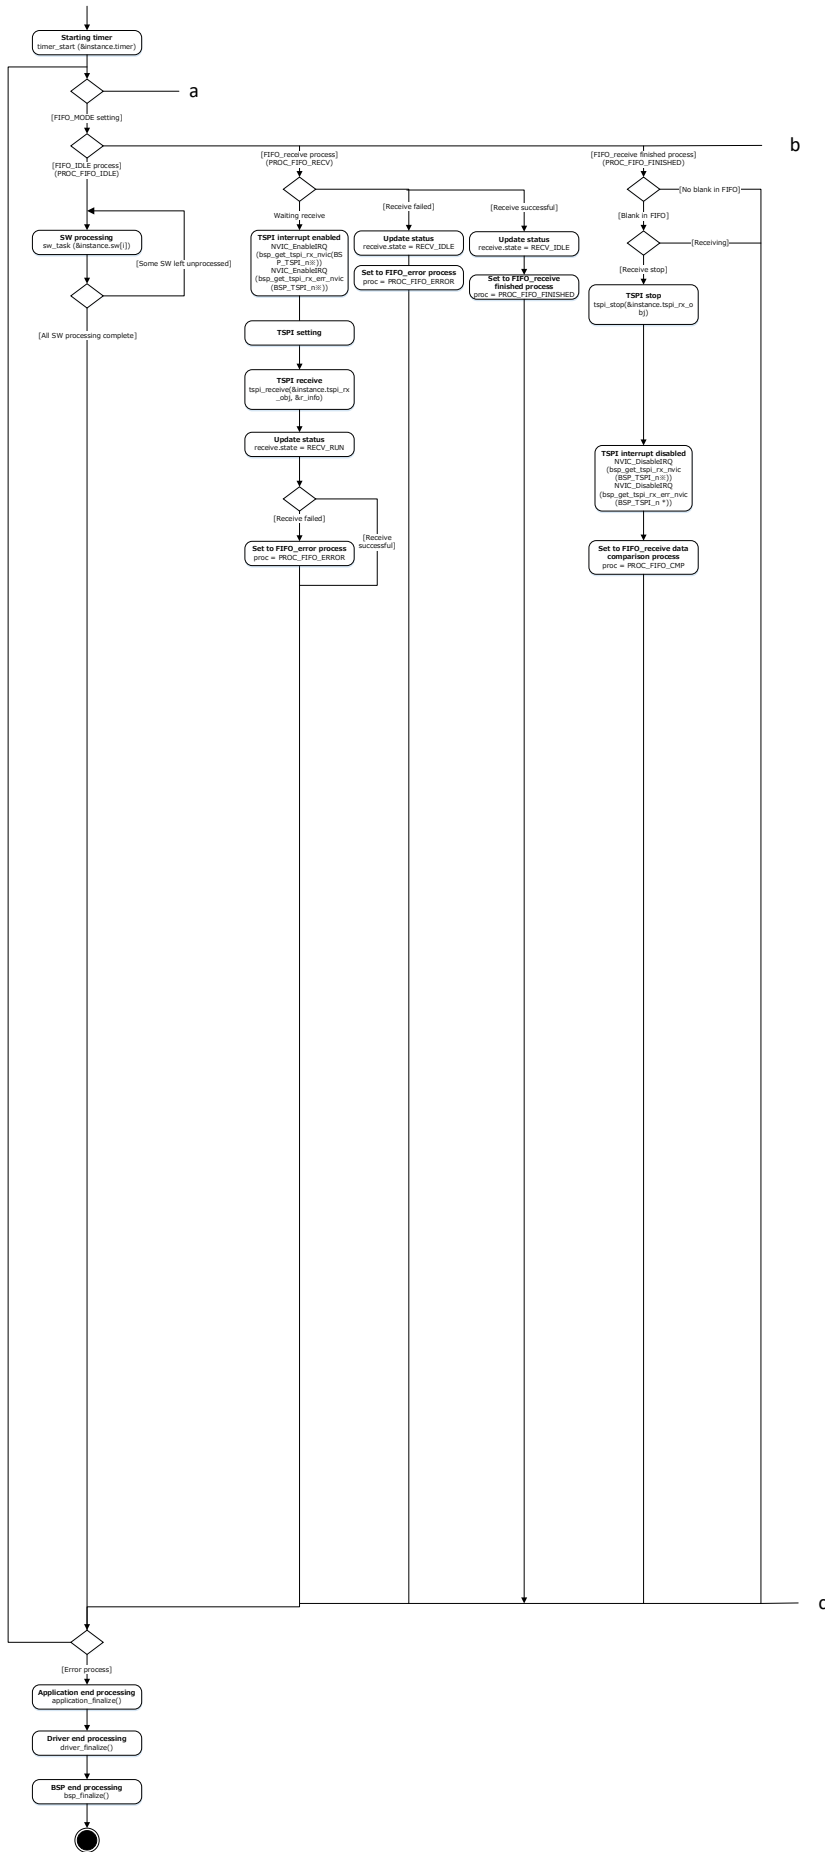 Starting timer
timer_start (&instance.timer)
a
[FIFO_MODE setting]
b
[FIFO_IDLE process]
(PROC_FIFO_IDLE)
SW processing
sw_task (&instance.sw[i])
[Some SW left unprocessed]
[All SW processing complete]
[FIFO_receive process]
(PROC_FIFO_RECV)
Waiting receive
TSPI interrupt enabled
NVIC_EnableIRQ
(bsp_get_tspi_rx_nvic(BS
P_TSPI_n※))
NVIC_EnableIRQ
(bsp_get_tspi_rx_err_nvic
(BSP_TSPI_n※))
TSPI setting
TSPI receive
tspi_receive(&instance.tspi_rx
_obj, &r_info)
Update status
receive.state = RECV_RUN
[Receive failed]
[Receive
successful]
Set to FIFO_error process
proc = PROC_FIFO_ERROR
[Receive failed]
Update status
receive.state = RECV_IDLE
Set to FIFO_error process
proc = PROC_FIFO_ERROR
[Receive successful]
Update status
receive.state = RECV_IDLE
Set to FIFO_receive
finished process
proc = PROC_FIFO_FINISHED
[FIFO_receive finished process]
(PROC_FIFO_FINISHED)
[No blank in FIFO]
[Blank in FIFO]
[Receiving]
[Receive stop]
TSPI stop
tspi_stop(&instance.tspi_rx_o
bj)
TSPI interrupt disabled
NVIC_DisableIRQ
(bsp_get_tspi_rx_nvic
(BSP_TSPI_n※))
NVIC_DisableIRQ
(bsp_get_tspi_rx_err_nvic
(BSP_TSPI_n *))
Set to FIFO_receive data
comparison process
proc = PROC_FIFO_CMP
c
[Error process]
Application end processing
application_finalize()
Driver end processing
driver_finalize()
BSP end processing
bsp_finalize()